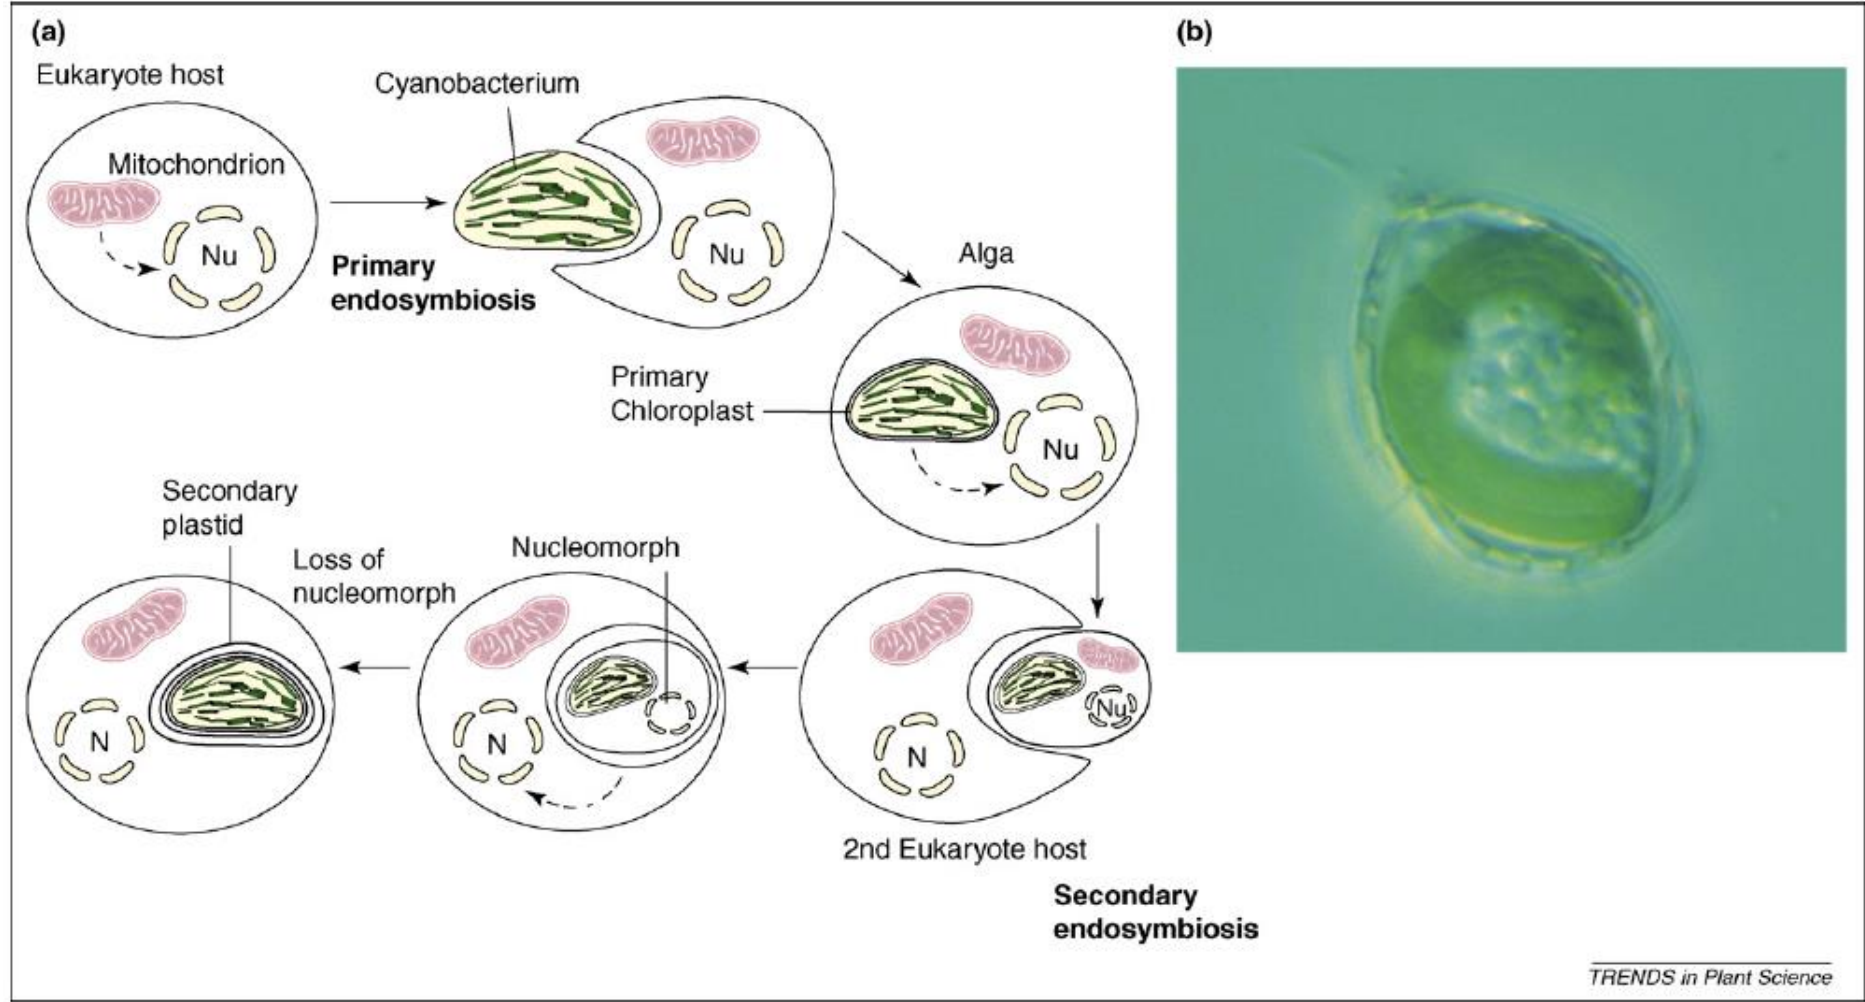 (a)
Eukaryote host
Mitochondrion
Nu
Primary
endosymbiosis
Cyanobacterium
Nu
Alga
Primary
Chloroplast
Nu
Secondary
plastid
Loss of
nucleomorph
Nucleomorph
N
N
N
Nu
2nd Eukaryote host
Secondary
endosymbiosis
(b)
TRENDS in Plant Science